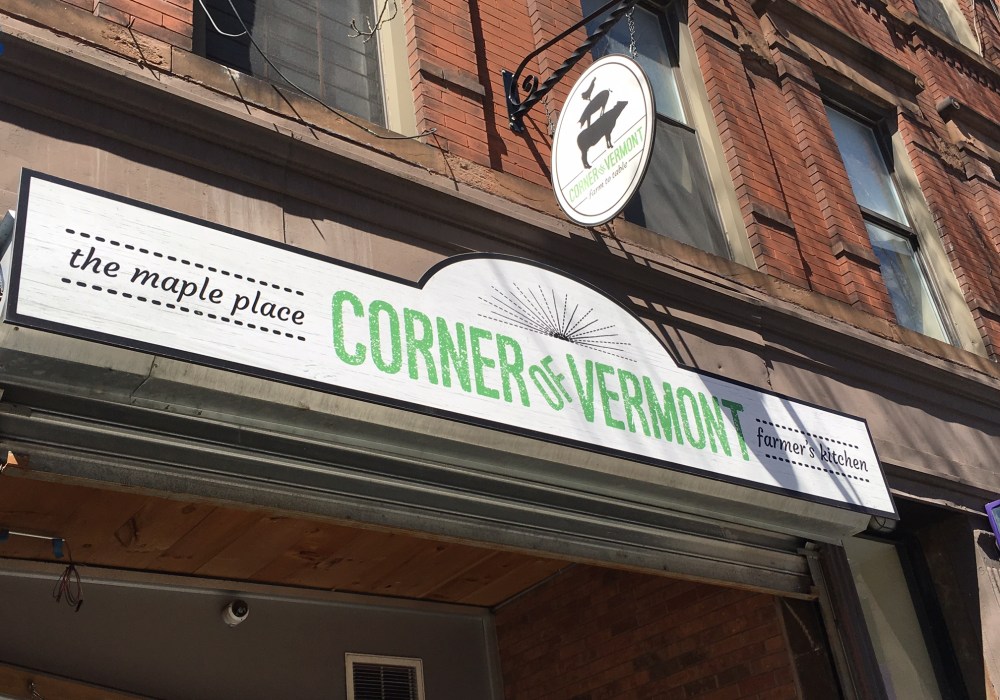 CORNER OF VERMONT
farm to table
the maple place
CORNER OF VERMONT
farmer's kitchen